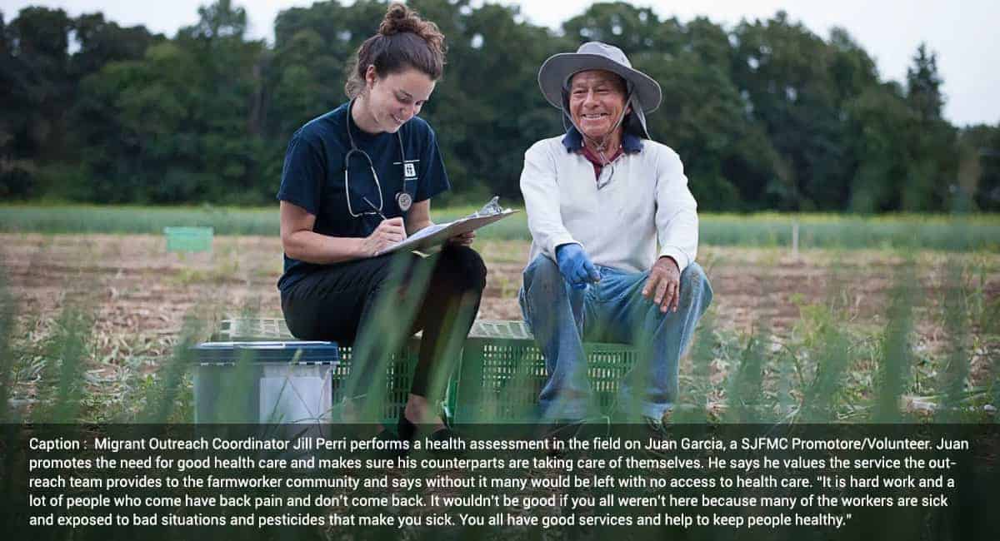 Caption :  Migrant Outreach Coordinator Jill Perri performs a health assessment in the field on Juan Garcia, a SJFMC Promotore/Volunteer. Juan
promotes the need for good health care and makes sure his counterparts are taking care of themselves. He says he values the service the out-
reach team provides to the farmworker community and says without it many would be left with no access to health care. “It is hard work and a
lot of people who come have back pain and don’t come back. It wouldn’t be good if you all weren’t here because many of the workers are sick
and exposed to bad situations and pesticides that make you sick. You all have good services and help to keep people healthy.”